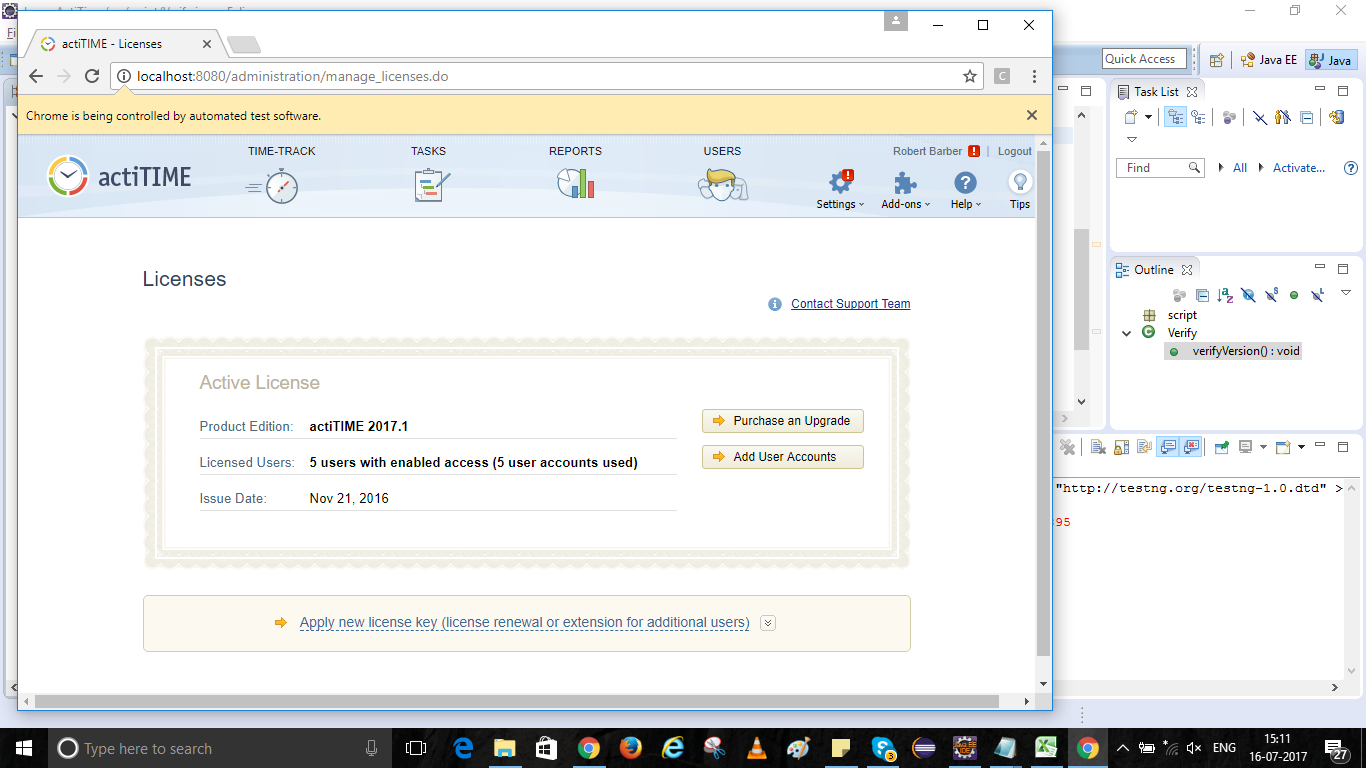 actiTIME - Licenses
localhost:8080/administration/manage_licenses.do
C
Chrome is being controlled by automated test software.
actiTIME
TIME-TRACK
TASKS
REPORTS
USERS
Robert Barber ! | Logout
Settings
Add-ons
Help
Tips
Licenses
Contact Support Team
Active License
Product Edition: actiTIME 2017.1
Licensed Users: 5 users with enabled access (5 user accounts used)
Issue Date: Nov 21, 2016
Purchase an Upgrade
Add User Accounts
Apply new license key (license renewal or extension for additional users)
Fi
Quick Access
Java EE
Java
Task List
Find
All
Activate...
Outline
script
Verify
verifyVersion() : void
"http://testng.org/testng-1.0.dtd" >
95
Type here to search
3
ENG
15:11
16-07-2017
27